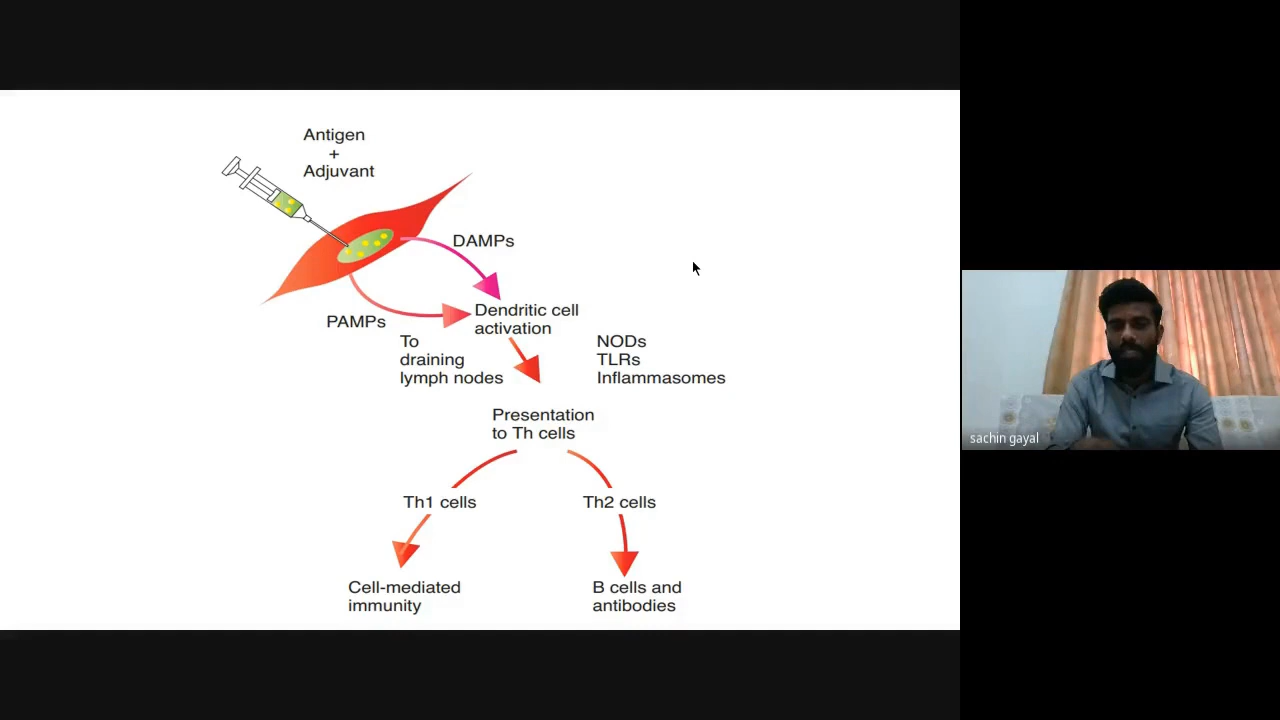 Antigen
+
Adjuvant
DAMPs
PAMPs
Dendritic cell
activation
To
draining
lymph nodes
NODs
TLRs
Inflammasomes
Presentation
to Th cells
Th1 cells
Th2 cells
Cell-mediated
immunity
B cells and
antibodies
sachin gayal